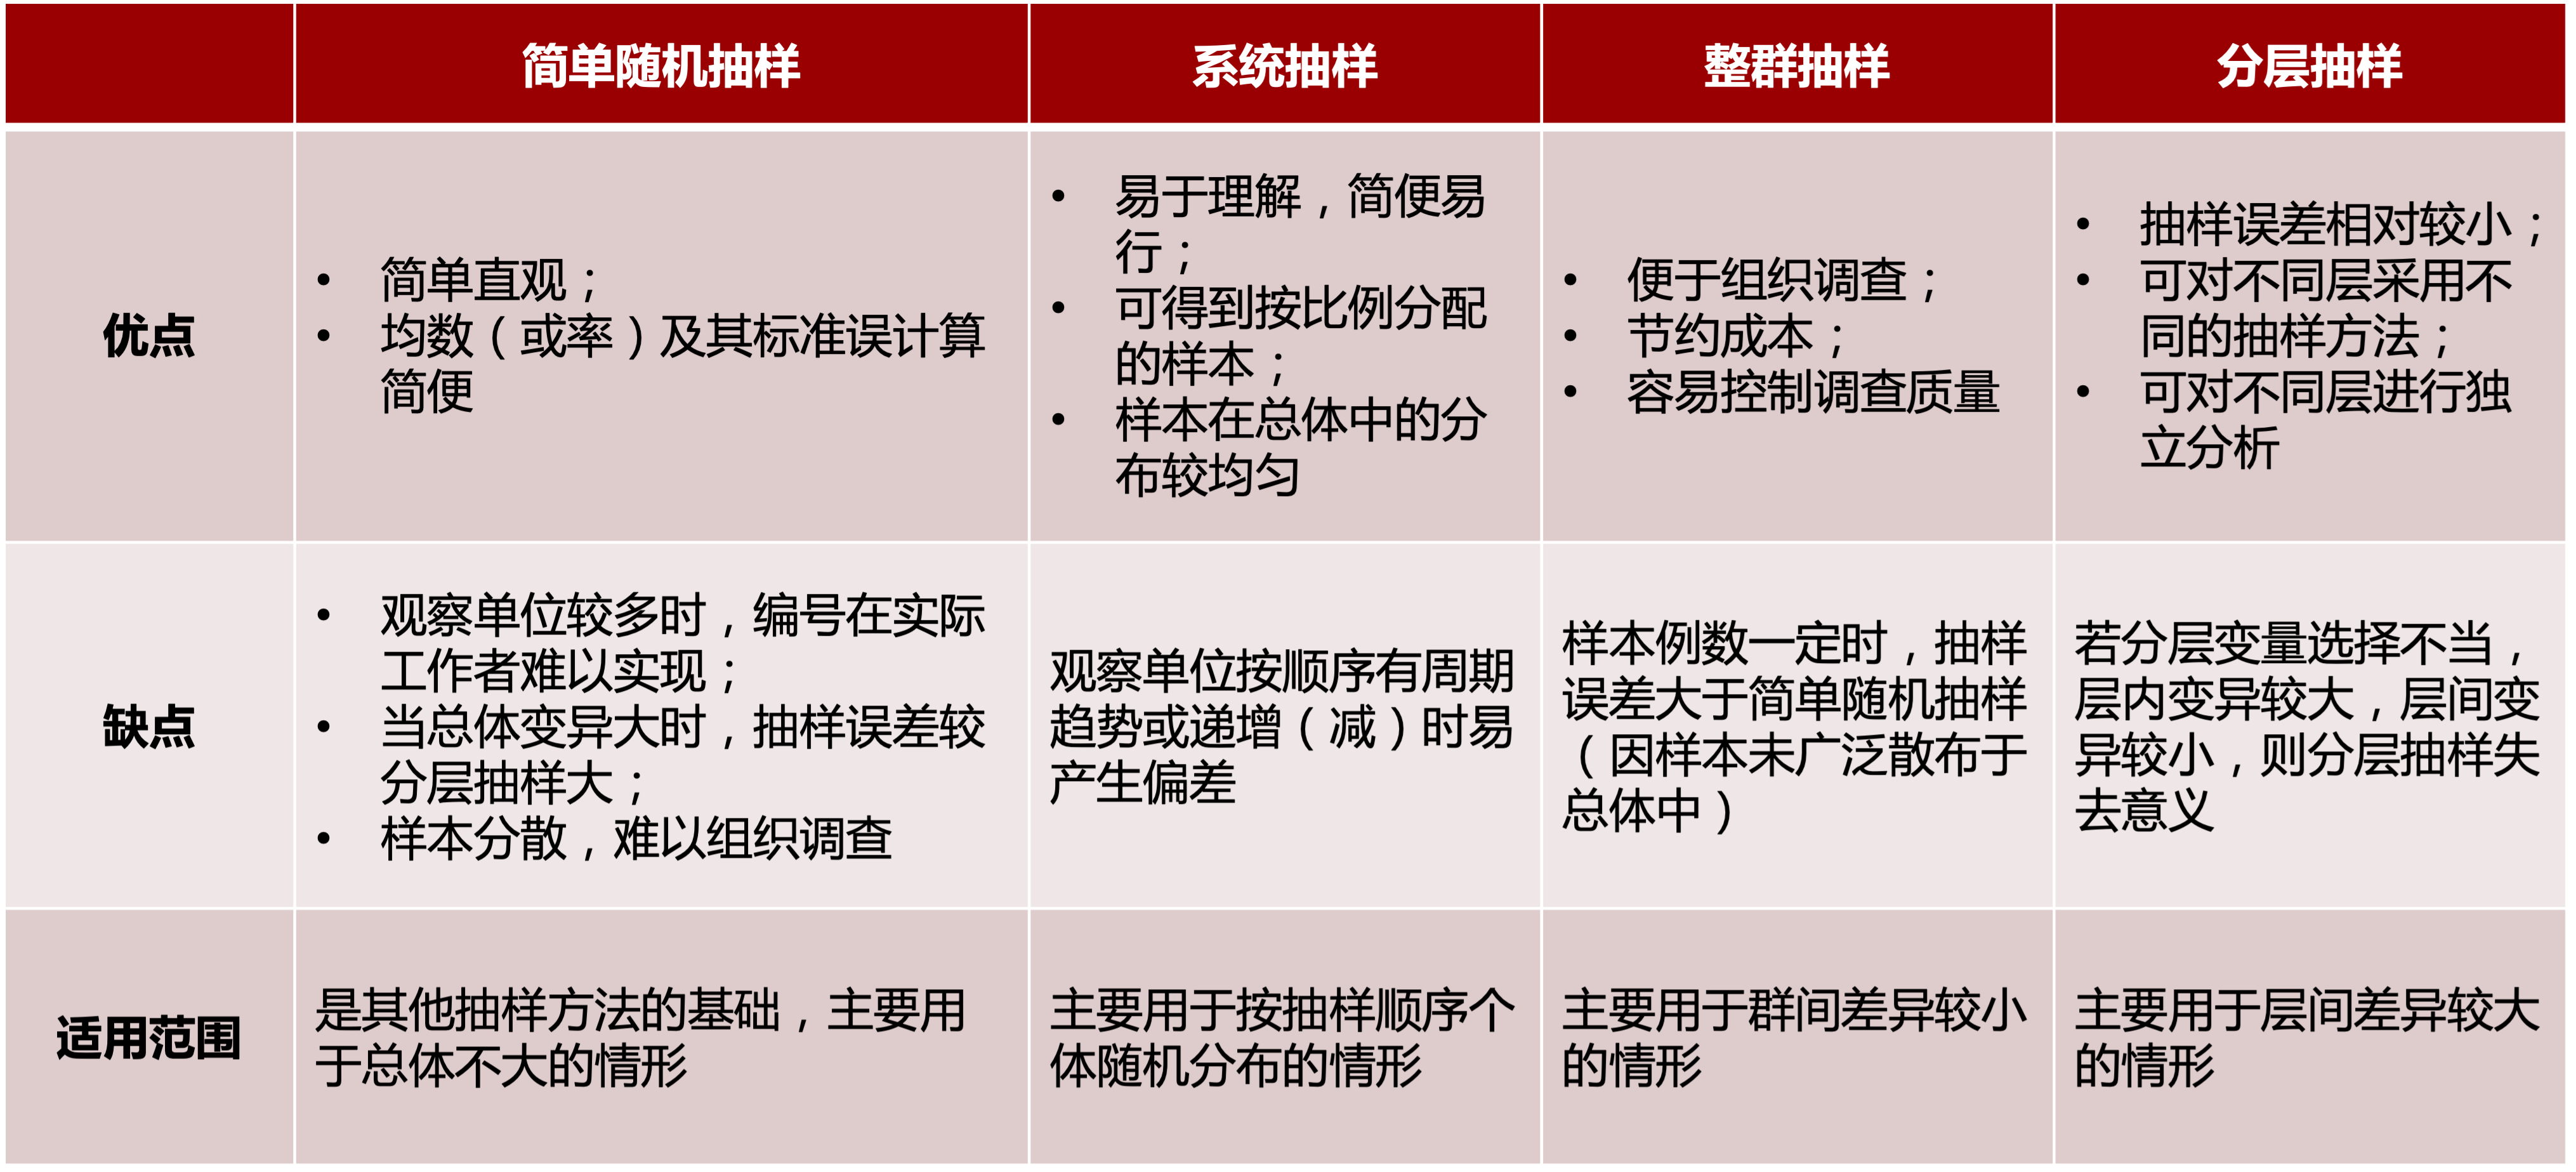 简单随机抽样
系统抽样
整群抽样
分层抽样
优点
• 简单直观；
• 均数（或率）及其标准误计算
简便
• 易于理解，简便易
行；
• 可得到按比例分配
的样本；
• 样本在总体中的分
布较均匀
• 便于组织调查；
• 节约成本；
• 容易控制调查质量
• 抽样误差相对较小；
• 可对不同层采用不
同的抽样方法；
• 可对不同层进行独
立分析
缺点
• 观察单位较多时，编号在实际
工作者难以实现；
• 当总体变异大时，抽样误差较
分层抽样大；
• 样本分散，难以组织调查
观察单位按顺序有周期
趋势或递增（减）时易
产生偏差
样本例数一定时，抽样
误差大于简单随机抽样
（因样本未广泛散布于
总体中）
若分层变量选择不当，
层内变异较大，层间变
异较小，则分层抽样失
去意义
适用范围
是其他抽样方法的基础，主要用
于总体不大的情形
主要用于按抽样顺序个
体随机分布的情形
主要用于群间差异较小
的情形
主要用于层间差异较大
的情形